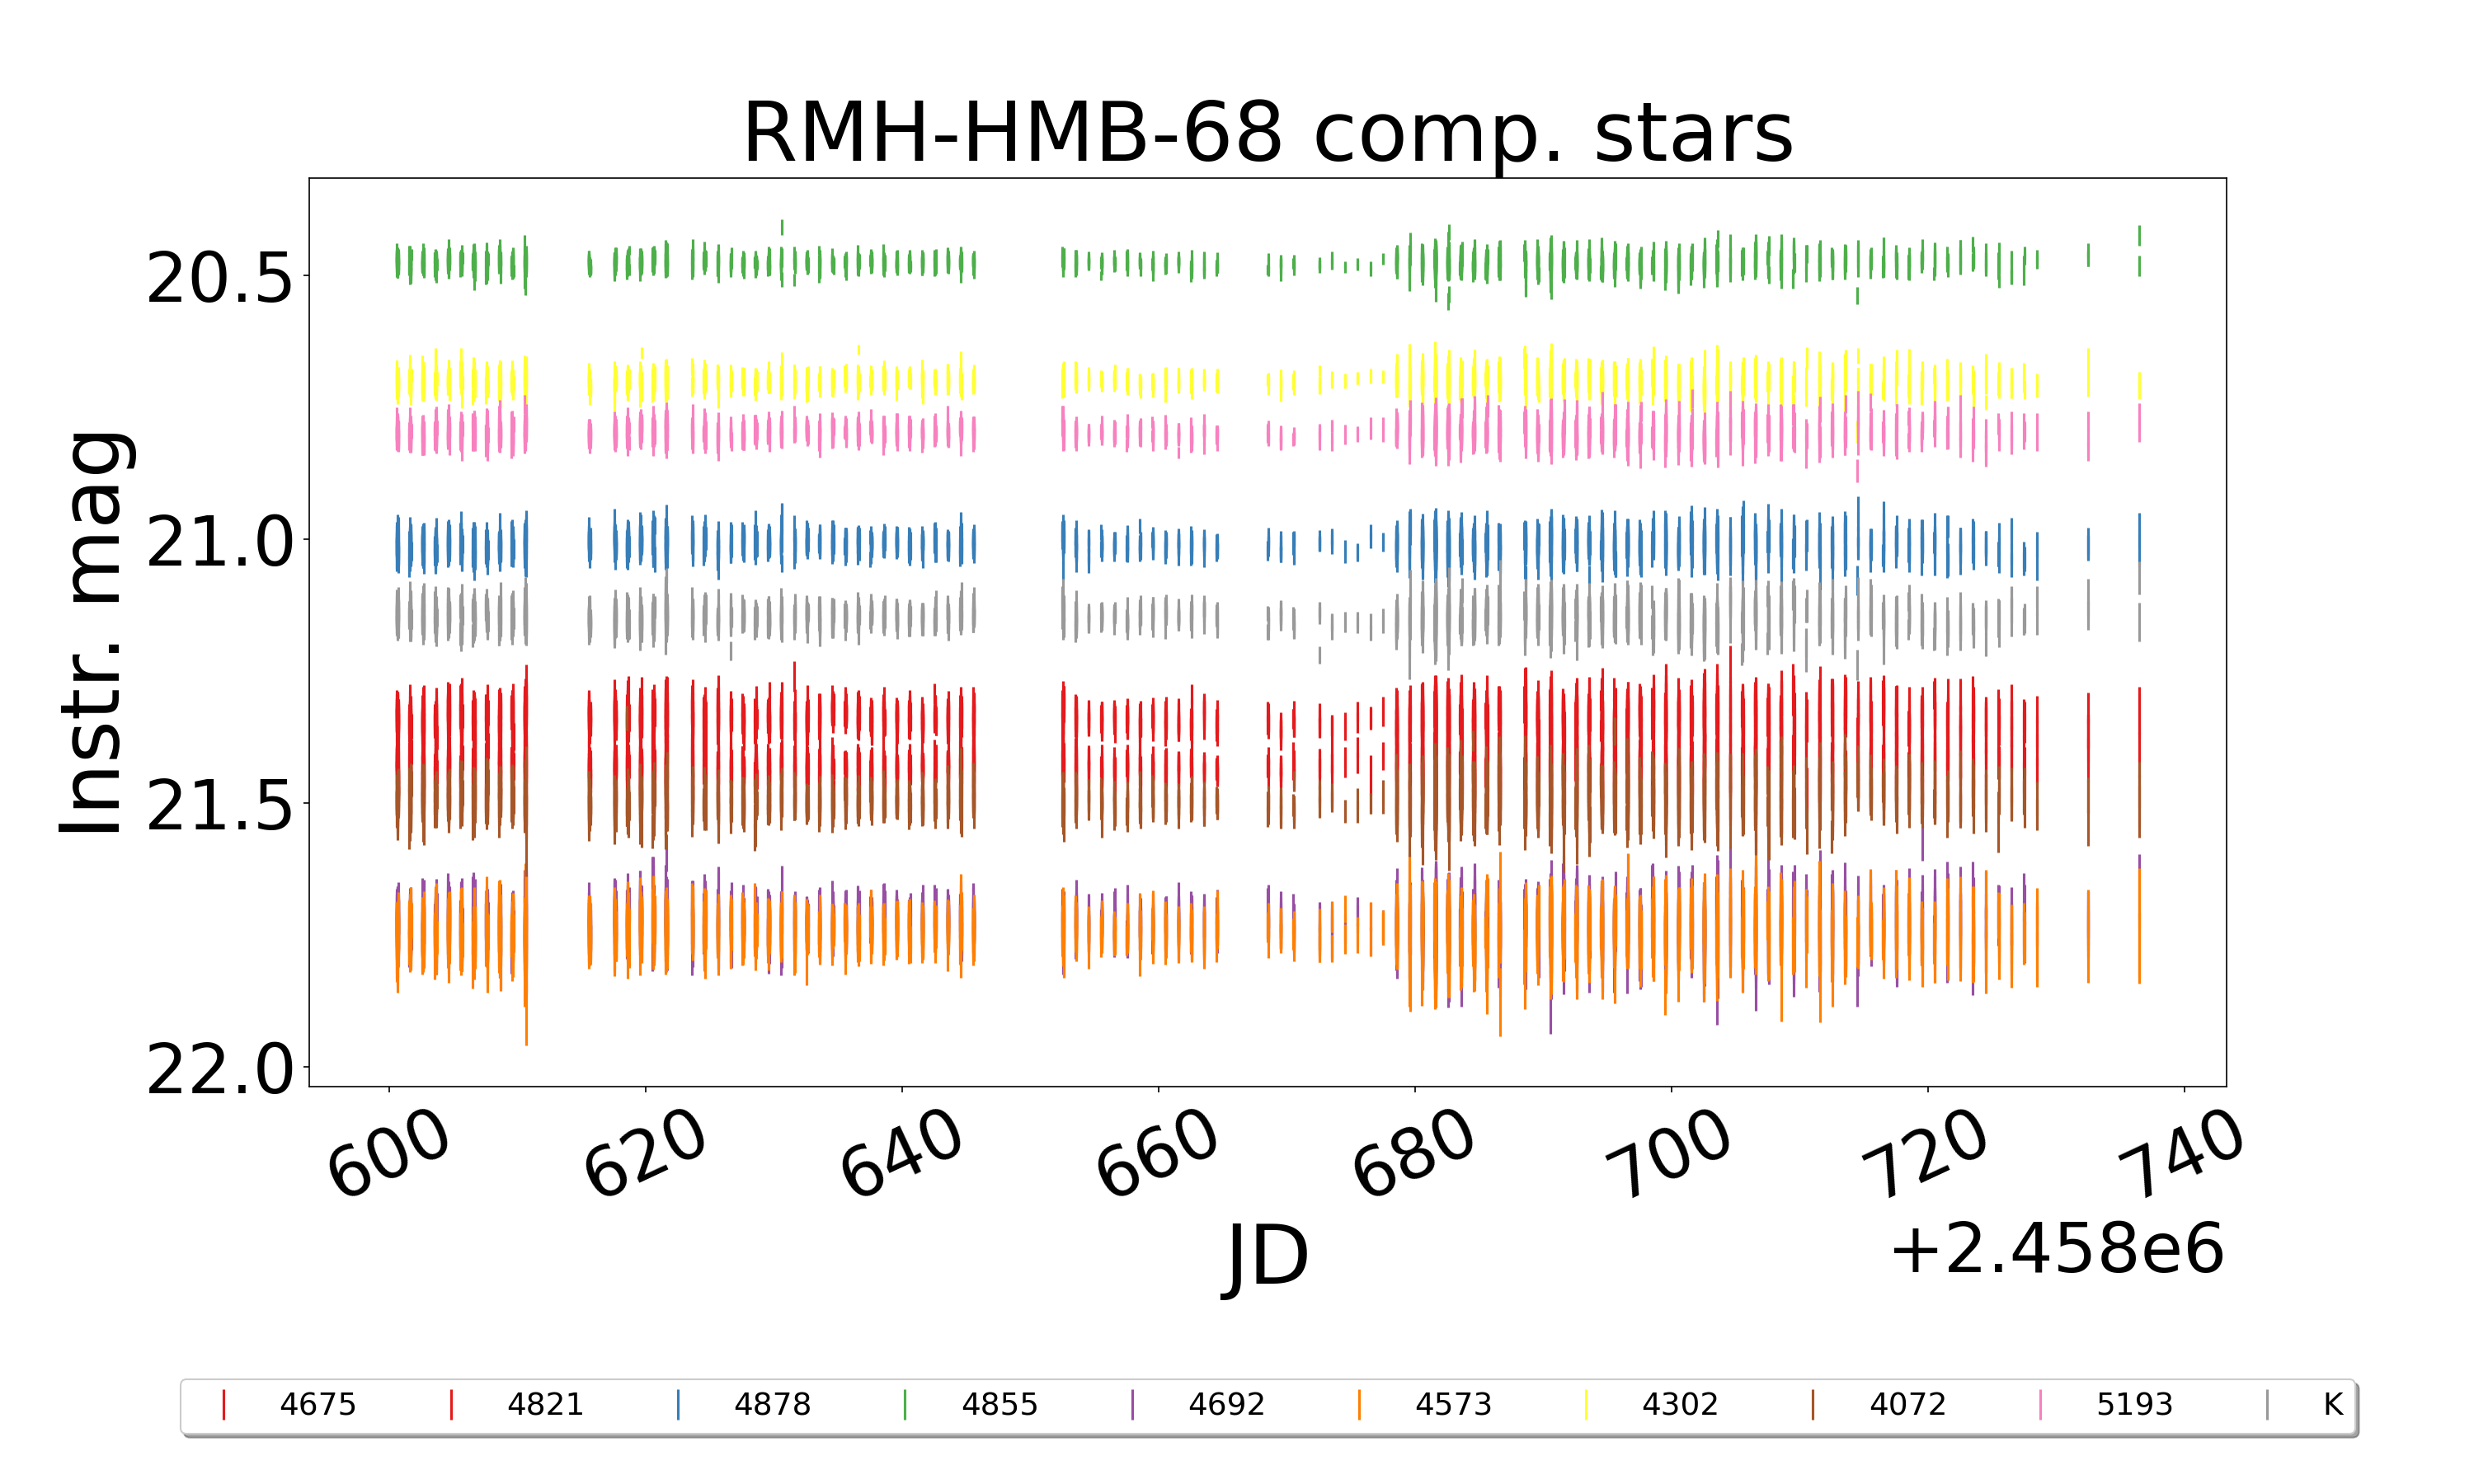 RMH-HMB-68 comp. stars
Instr. mag
20.5
21.0
21.5
22.0
600 620 640 660 680 700 720 740
JD
+2.458e6
4675 4821 4878 4855 4692 4573 4302 4072 5193 K